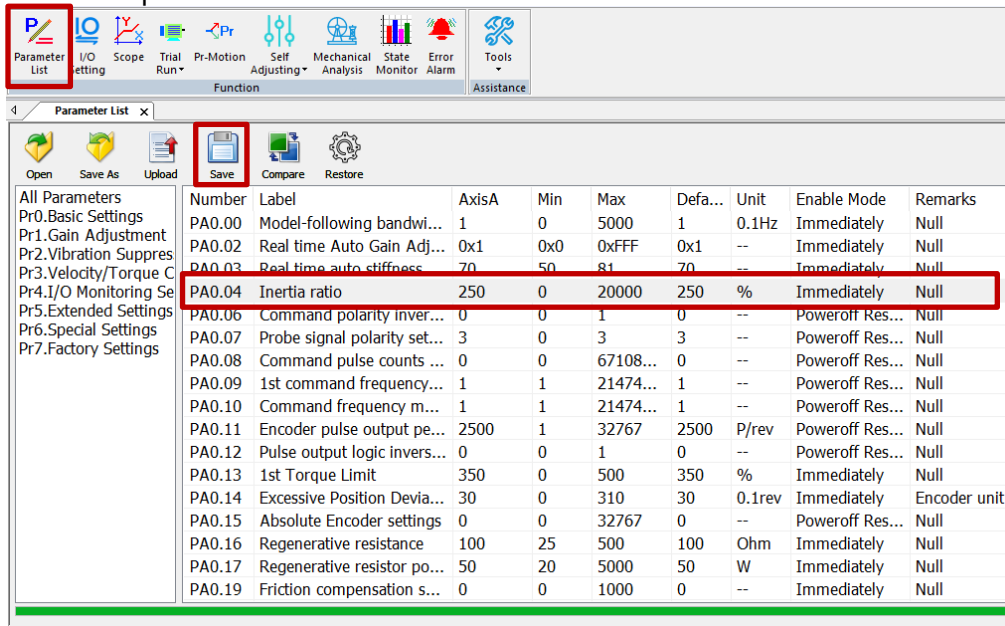 Parameter List
I/O Setting
Scope
Trial Run
Pr-Motion
Self Adjusting
Mechanical Analysis
State Monitor
Error Alarm
Tools
Function
Assistance
Parameter List x
Open Save As Upload Save Compare Restore
All Parameters
Pr0.Basic Settings
Pr1.Gain Adjustment
Pr2.Vibration Suppres
Pr3.Velocity/Torque C
Pr4.I/O Monitoring Se
Pr5.Extended Settings
Pr6.Special Settings
Pr7.Factory Settings
Number Label AxisA Min Max Defa... Unit Enable Mode Remarks
PA0.00 Model-following bandwi... 1 0 5000 1 0.1Hz Immediately Null
PA0.02 Real time Auto Gain Adj... 0x1 0x0 0xFFF 0x1 -- Immediately Null
PA0.03 Real time auto stiffness 70 50 81 70 -- Immediately Null
PA0.04 Inertia ratio 250 0 20000 250 % Immediately Null
PA0.06 Command polarity inver... 0 0 1 0 -- Poweroff Res... Null
PA0.07 Probe signal polarity set... 3 0 3 3 -- Poweroff Res... Null
PA0.08 Command pulse counts ... 0 0 67108... 0 -- Poweroff Res... Null
PA0.09 1st command frequency... 1 1 21474... 1 -- Poweroff Res... Null
PA0.10 Command frequency m... 1 1 21474... 1 -- Poweroff Res... Null
PA0.11 Encoder pulse output pe... 2500 1 32767 2500 P/rev Poweroff Res... Null
PA0.12 Pulse output logic invers... 0 0 1 0 -- Poweroff Res... Null
PA0.13 1st Torque Limit 350 0 500 350 % Immediately Null
PA0.14 Excessive Position Devia... 30 0 310 30 0.1rev Immediately Encoder unit
PA0.15 Absolute Encoder settings 0 0 32767 0 -- Poweroff Res... Null
PA0.16 Regenerative resistance 100 25 500 100 Ohm Immediately Null
PA0.17 Regenerative resistor po... 50 20 5000 50 W Immediately Null
PA0.19 Friction compensation s... 0 0 1000 0 -- Immediately Null